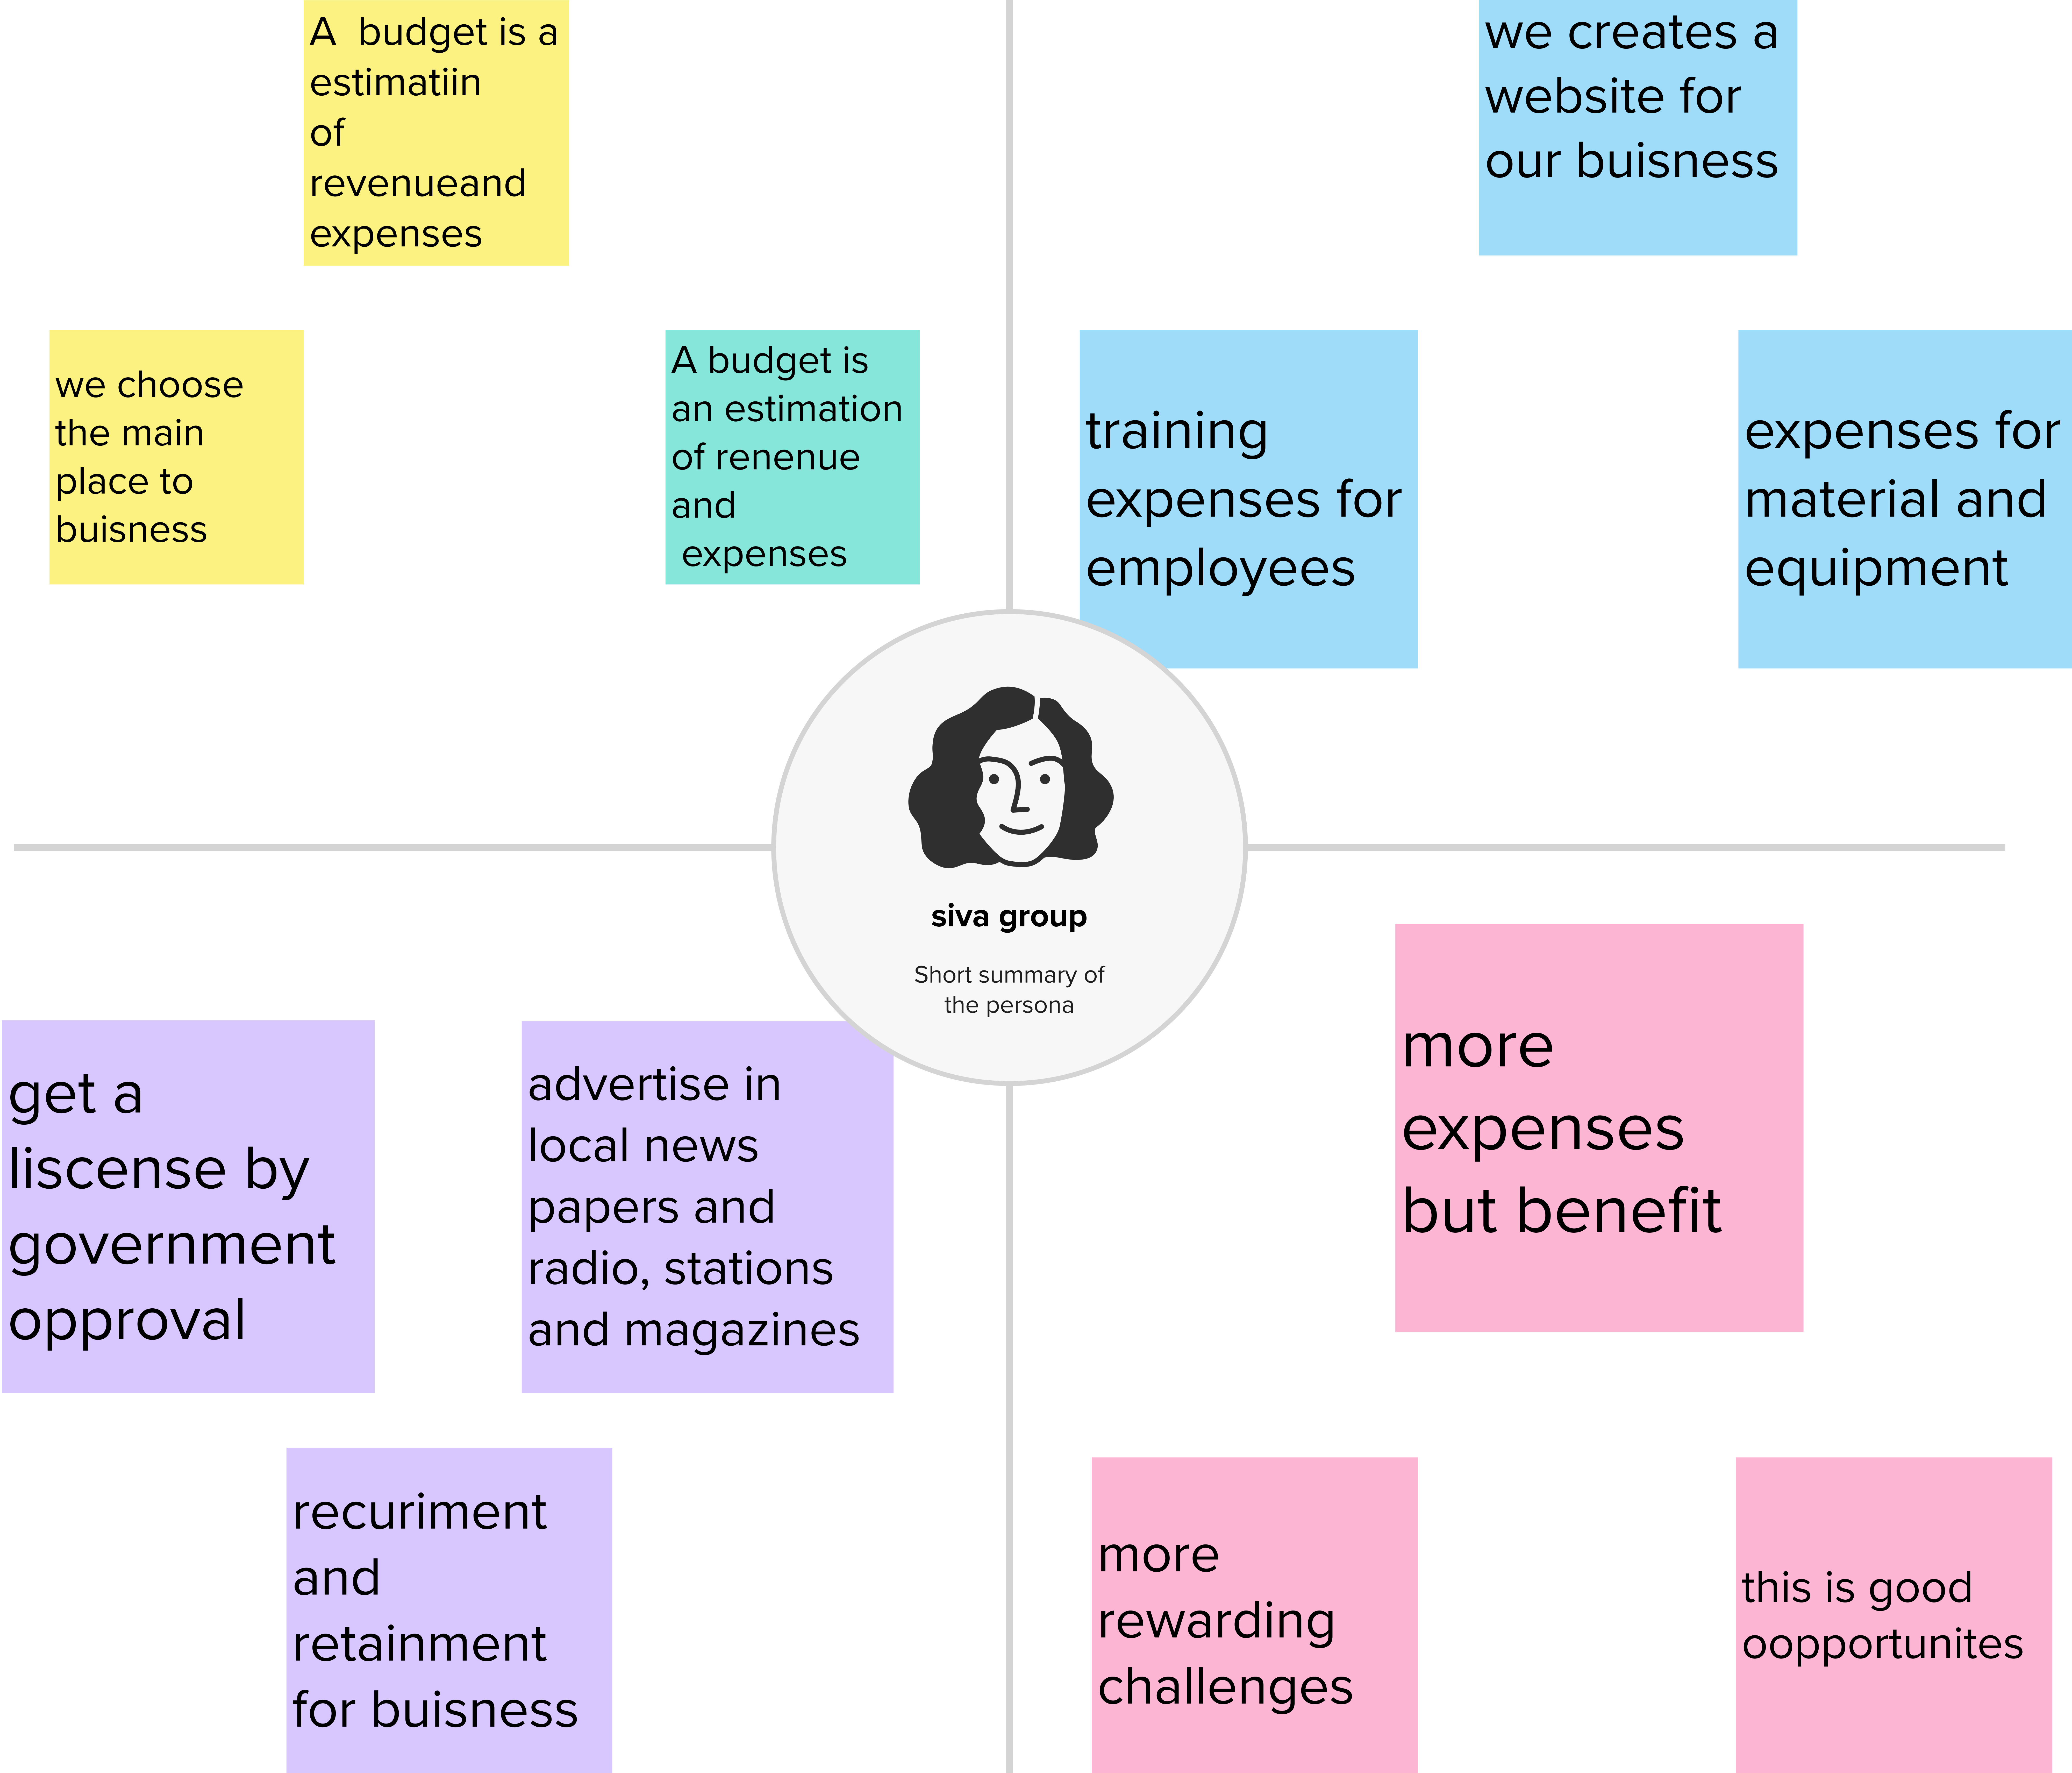 A  budget is a
estimatiin
of
revenueand
expenses
we choose
the main
place to
buisness
A budget is
an estimation
of renenue
and
expenses
we creates a
website for
our buisness
training
expenses for
employees
expenses for
material and
equipment
siva group
Short summary of
the persona
get a
liscense by
government
opproval
advertise in
local news
papers and
radio, stations
and magazines
recuriment
and
retainment
for buisness
more
expenses
but benefit
more
rewarding
challenges
this is good
oopportunites